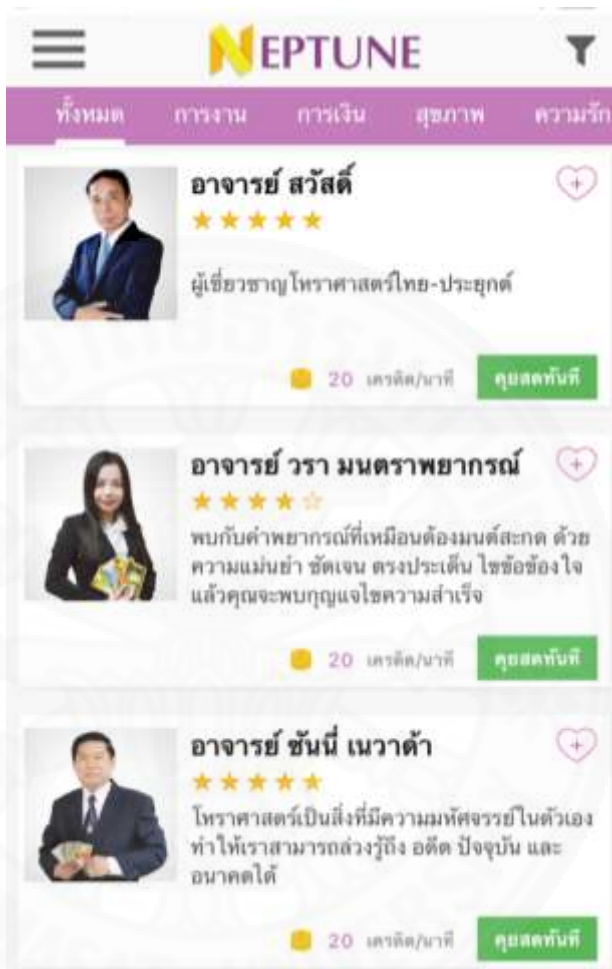 NEPTUNE
ทั้งหมด การงาน การเงิน สุขภาพ ความรัก
อาจารย์ สวัสดิ์
ผู้เชี่ยวชาญโหราศาสตร์ไทย-ประยุกต์
20 เครดิต/นาที คุยสดทันที
อาจารย์ วรา มนตราพยากรณ์
พบกับคำพยากรณ์ที่เหมือนต้องมนต์สะกด ด้วย
ความแม่นยำ ชัดเจน ตรงประเด็น ไขข้อข้องใจ
แล้วคุณจะพบกุญแจไขความสำเร็จ
20 เครดิต/นาที คุยสดทันที
อาจารย์ ซันนี่ เนวาด้า
โหราศาสตร์เป็นสิ่งที่มีความมหัศจรรย์ในตัวเอง
ทำให้เราสามารถล่วงรู้ถึง อดีต ปัจจุบัน และ
อนาคตได้
20 เครดิต/นาที คุยสดทันที